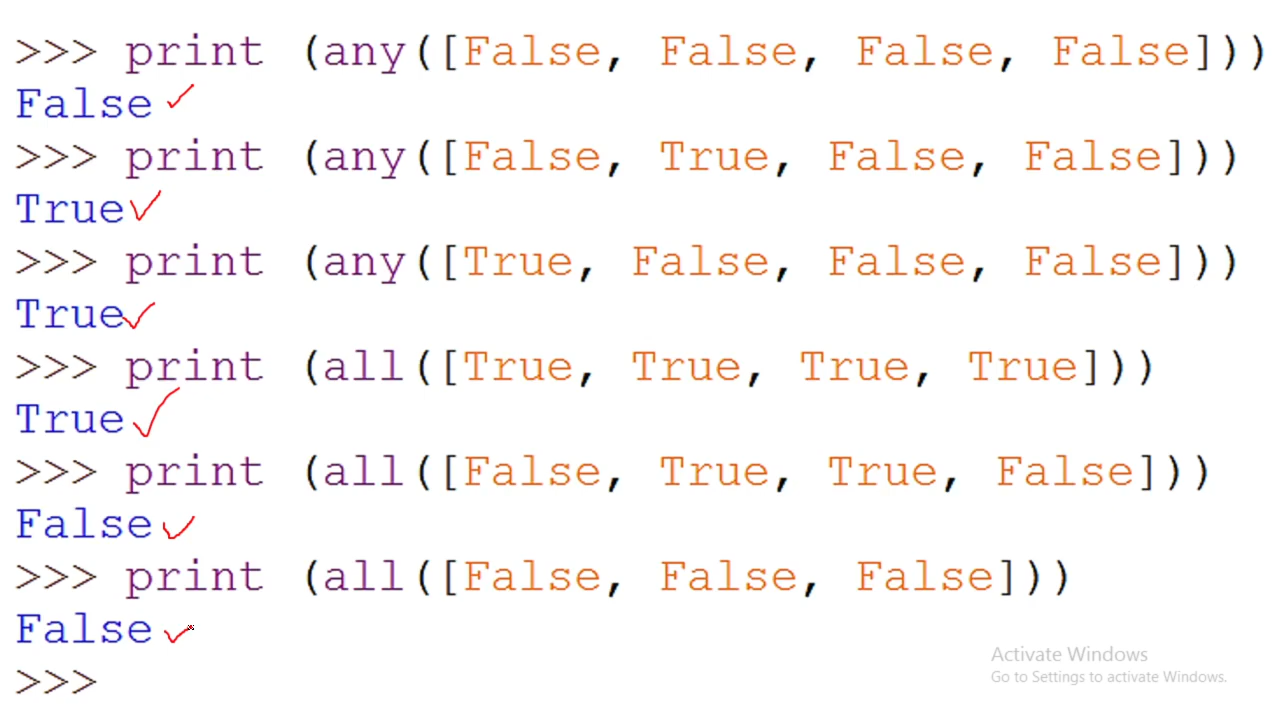 >>> print (any([False, False, False, False]))
False
>>> print (any([False, True, False, False]))
True
>>> print (any([True, False, False, False]))
True
>>> print (all([True, True, True, True]))
True
>>> print (all([False, True, True, False]))
False
>>> print (all([False, False, False]))
False
>>>
Activate Windows
Go to Settings to activate Windows.